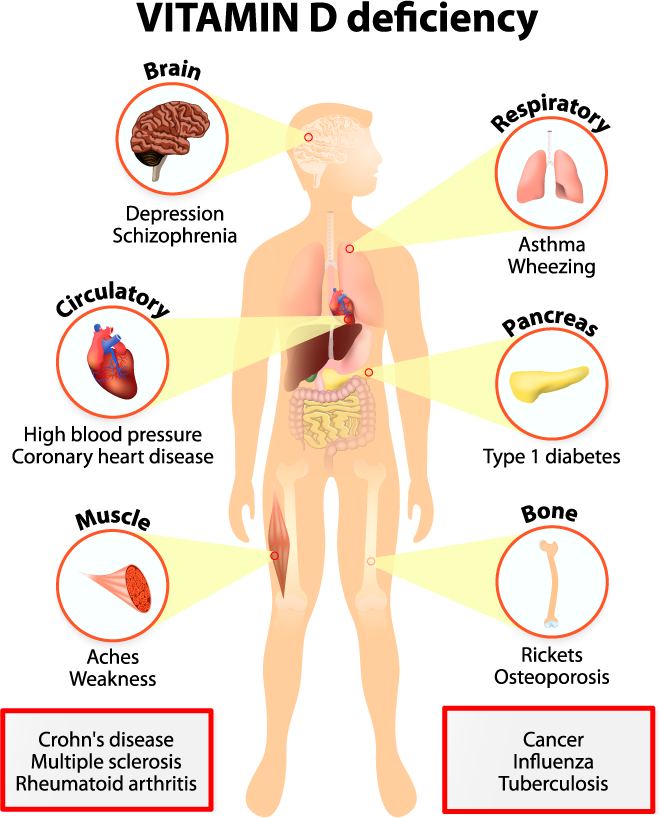 VITAMIN D deficiency
Brain
Depression
Schizophrenia
Respiratory
Asthma
Wheezing
Circulatory
High blood pressure
Coronary heart disease
Pancreas
Type 1 diabetes
Muscle
Aches
Weakness
Bone
Rickets
Osteoporosis
Crohn's disease
Multiple sclerosis
Rheumatoid arthritis
Cancer
Influenza
Tuberculosis